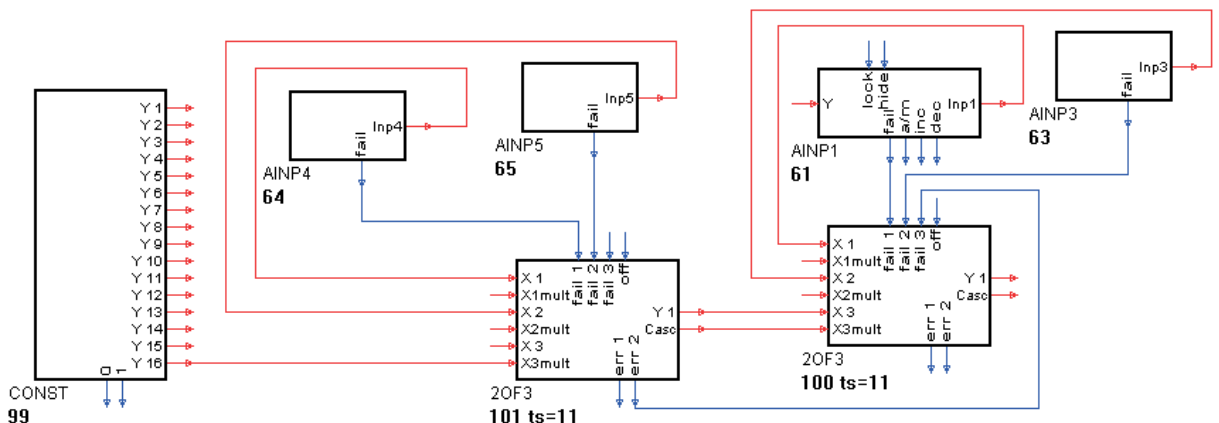 Y 1
Y 2
Y 3
Y 4
Y 5
Y 6
Y 7
Y 8
Y 9
Y 10
Y 11
Y 12
Y 13
Y 14
Y 15
Y 16
0
1
CONST
99
Inp4
fail
AINP4
64
Inp5
fail
AINP5
65
X 1
X1mult
X 2
X2mult
X 3
X3mult
fail 1
fail 2
fail 3
off
Y 1
Casc
err 1
err 2
2OF3
101 ts=11
Y
lock
hide
Inp1
fail
a/m
inc
dec
AINP1
61
Inp3
fail
AINP3
63
X 1
X1mult
X 2
X2mult
X 3
X3mult
fail 1
fail 2
fail 3
off
Y 1
Casc
err 1
err 2
2OF3
100 ts=11